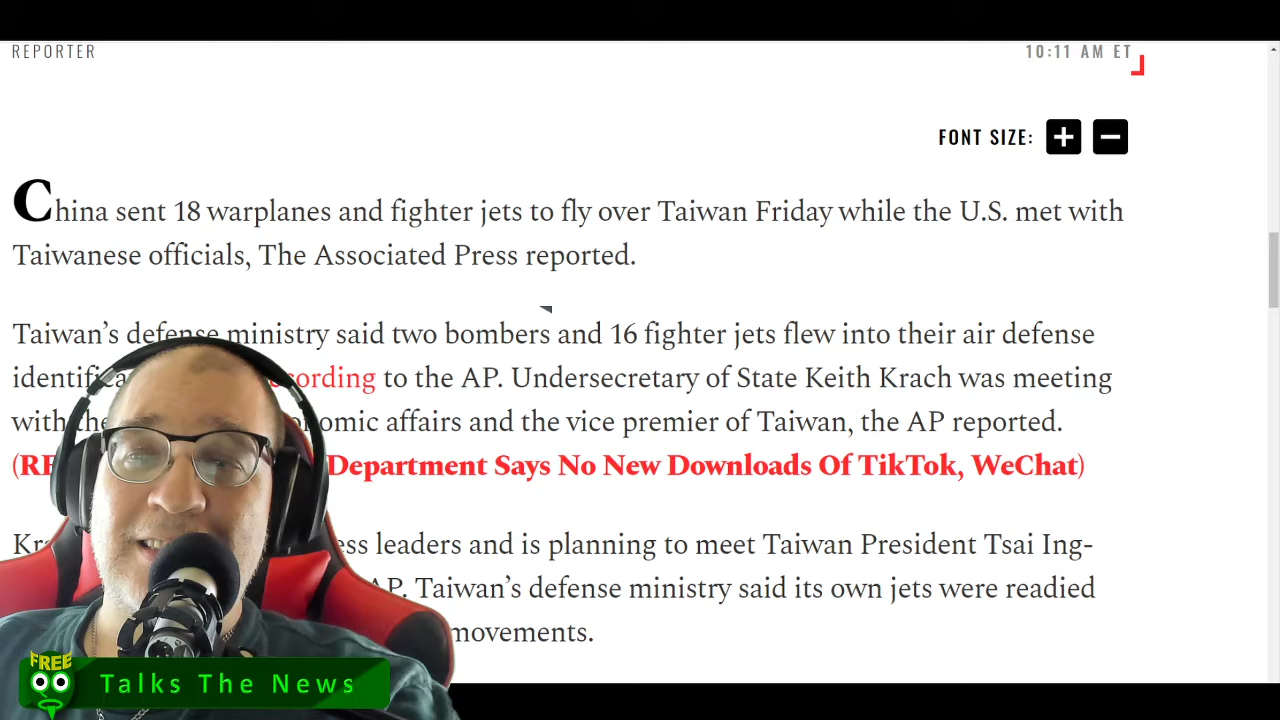 REPORTER
10:11 AM ET
FONT SIZE:
China sent 18 warplanes and fighter jets to fly over Taiwan Friday while the U.S. met with
Taiwanese officials, The Associated Press reported.
Taiwan’s defense ministry said two bombers and 16 fighter jets flew into their air defense
to the AP. Undersecretary of State Keith Krach was meeting
with affairs and the vice premier of Taiwan, the AP reported.
Department Says No New Downloads Of TikTok, WeChat)
leaders and is planning to meet Taiwan President Tsai Ing-
AP. Taiwan’s defense ministry said its own jets were readied
movements.
FREE
Talks The News